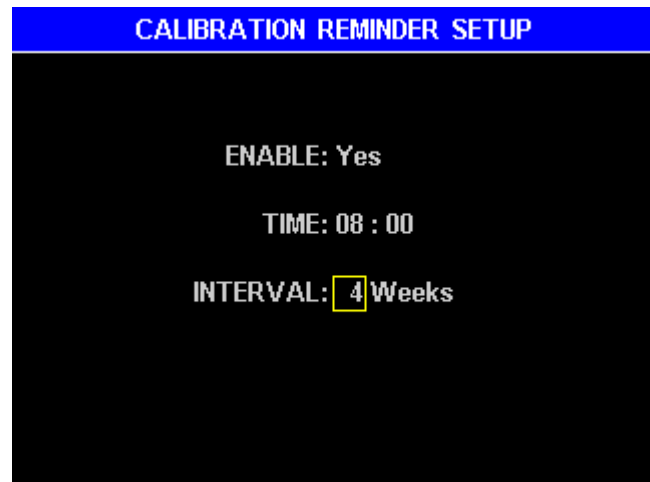 CALIBRATION REMINDER SETUP
ENABLE: Yes
TIME: 08 : 00
INTERVAL: 4 Weeks